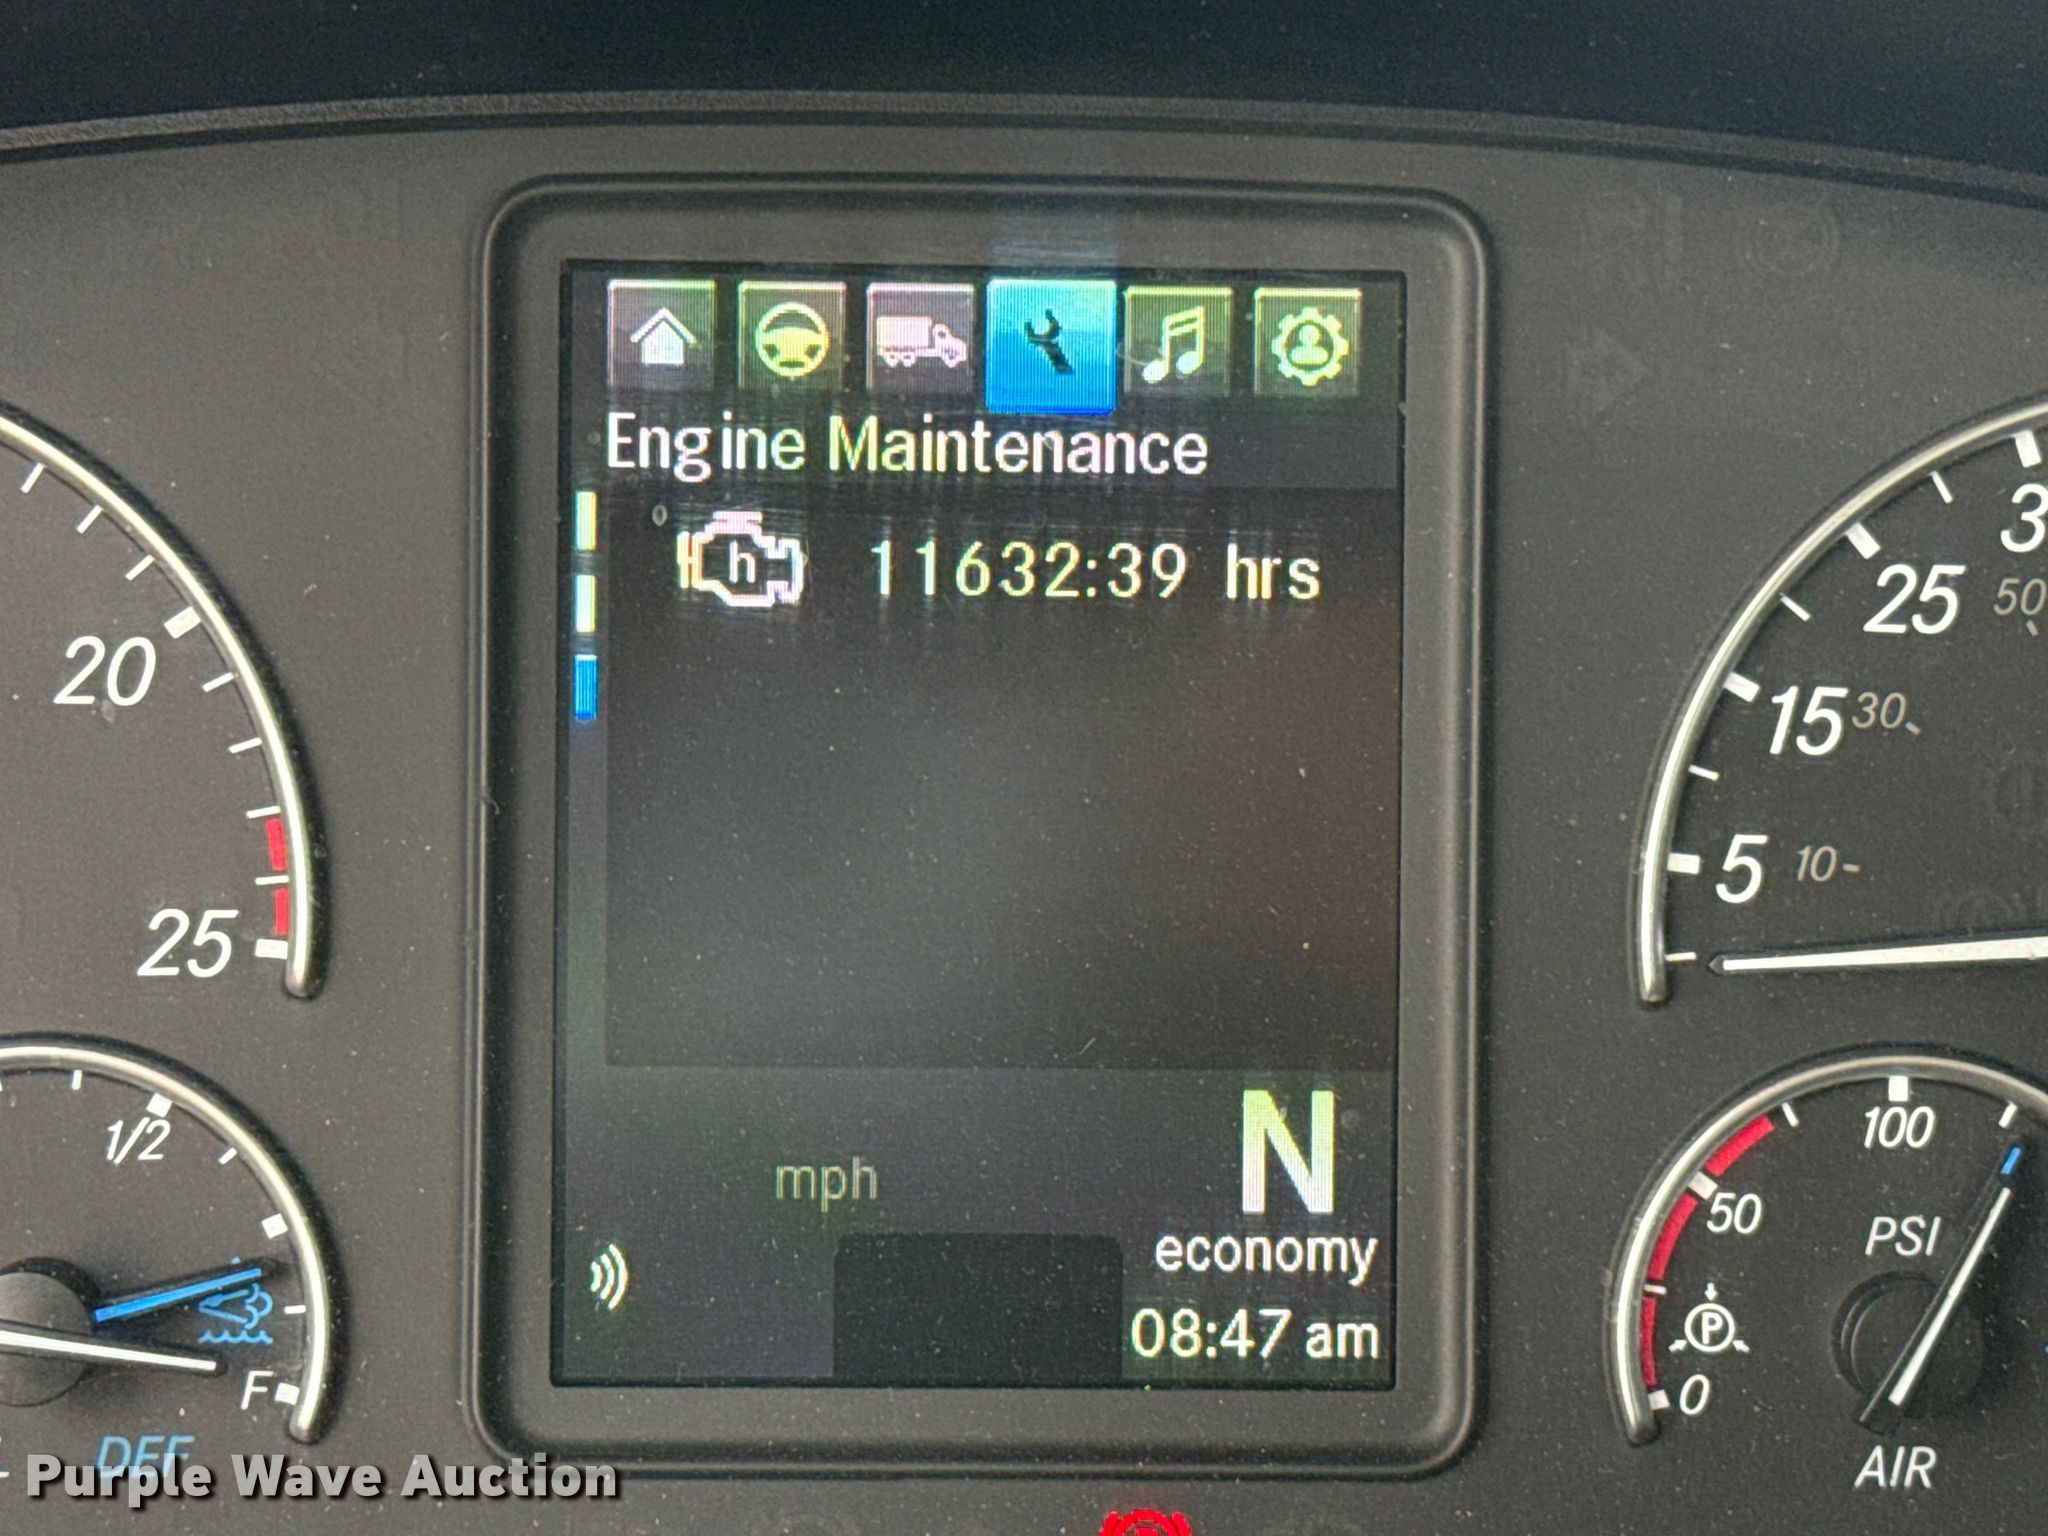 Engine Maintenance
h 11632:39 hrs
20
25
1/2
F
DEF
mph
N
economy
08:47 am
25
50
15
30
5
10
100
50
0
PSI
P
AIR
Purple Wave Auction